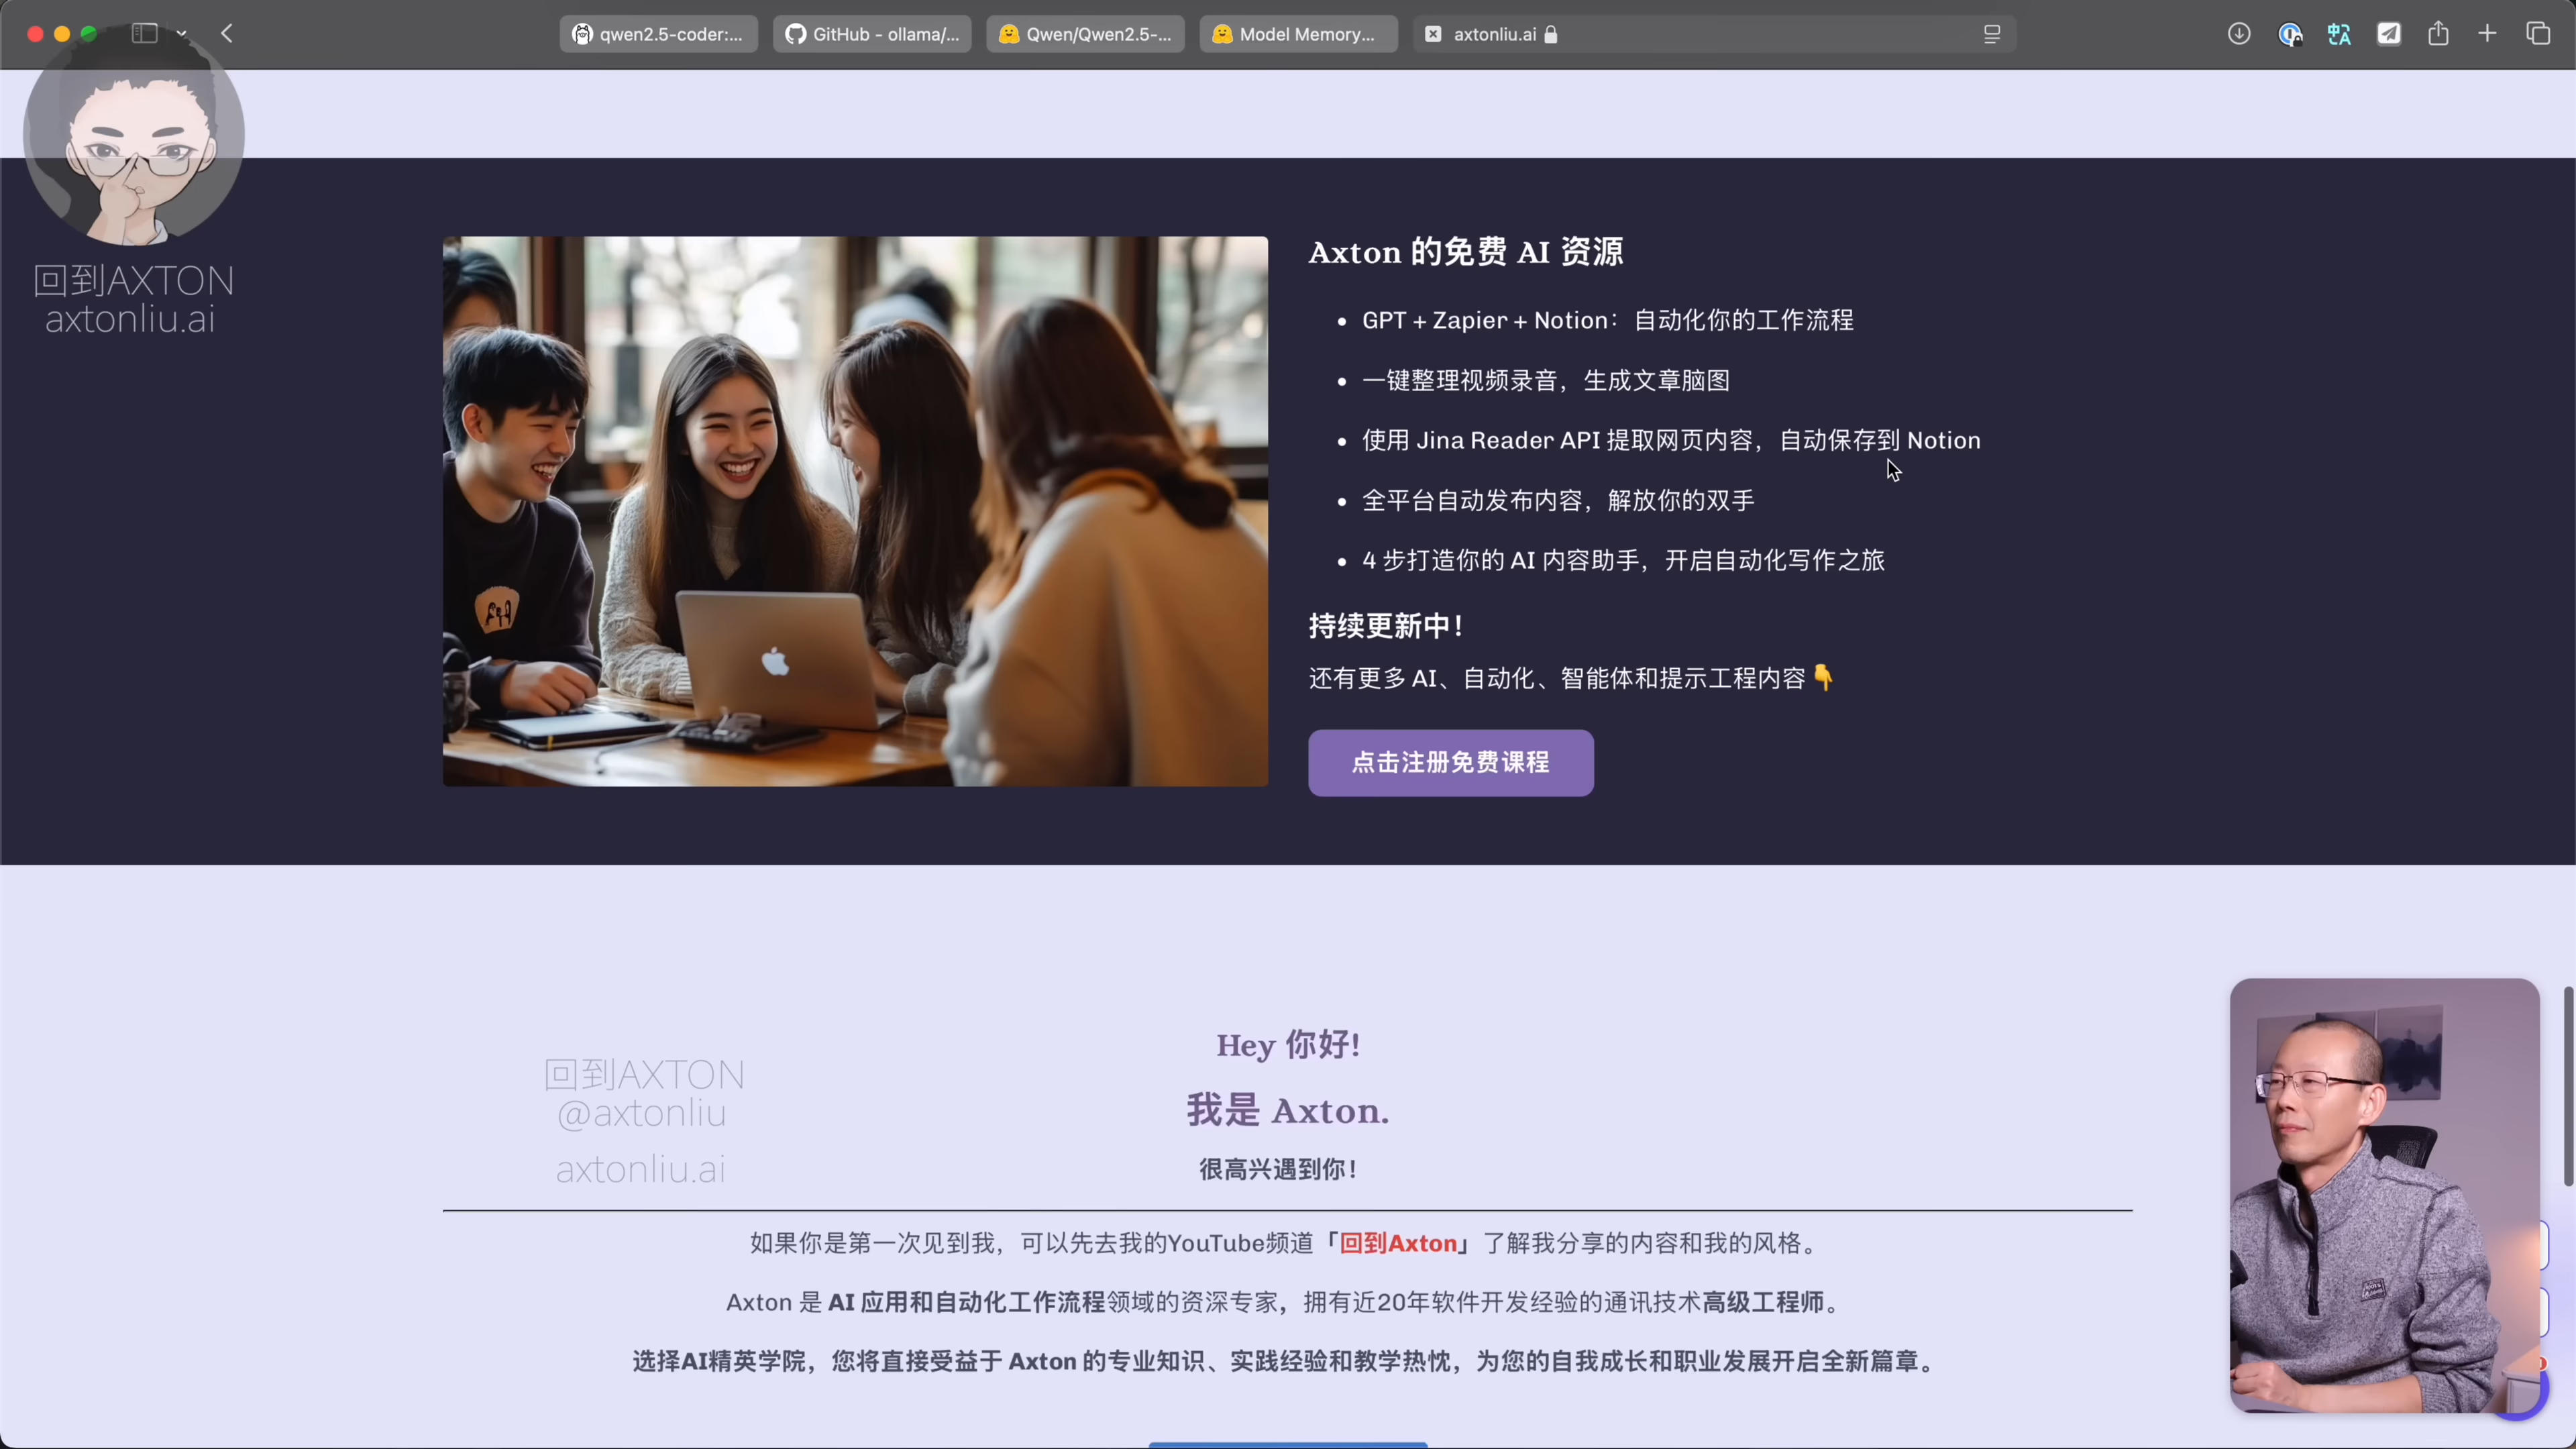 qwen2.5-coder:...
GitHub - ollama/...
Qwen/Qwen2.5-...
Model Memory...
axtonliu.ai
回到AXTON
axtonliu.ai
Axton 的免费 AI 资源
• GPT + Zapier + Notion：自动化你的工作流程
• 一键整理视频录音，生成文章脑图
• 使用 Jina Reader API 提取网页内容，自动保存到 Notion
• 全平台自动发布内容，解放你的双手
• 4 步打造你的 AI 内容助手，开启自动化写作之旅
持续更新中！
还有更多 AI、自动化、智能体和提示工程内容👇
点击注册免费课程
Hey 你好!
我是 Axton.
很高兴遇到你！
回到AXTON
@axtonliu
axtonliu.ai
如果你是第一次见到我，可以先去我的YouTube频道「回到Axton」了解我分享的内容和我的风格。
Axton 是 AI 应用和自动化工作流程领域的资深专家，拥有近20年软件开发经验的通讯技术高级工程师。
选择AI精英学院，您将直接受益于 Axton 的专业知识、实践经验和教学热忱，为您的自我成长和职业发展开启全新篇章。